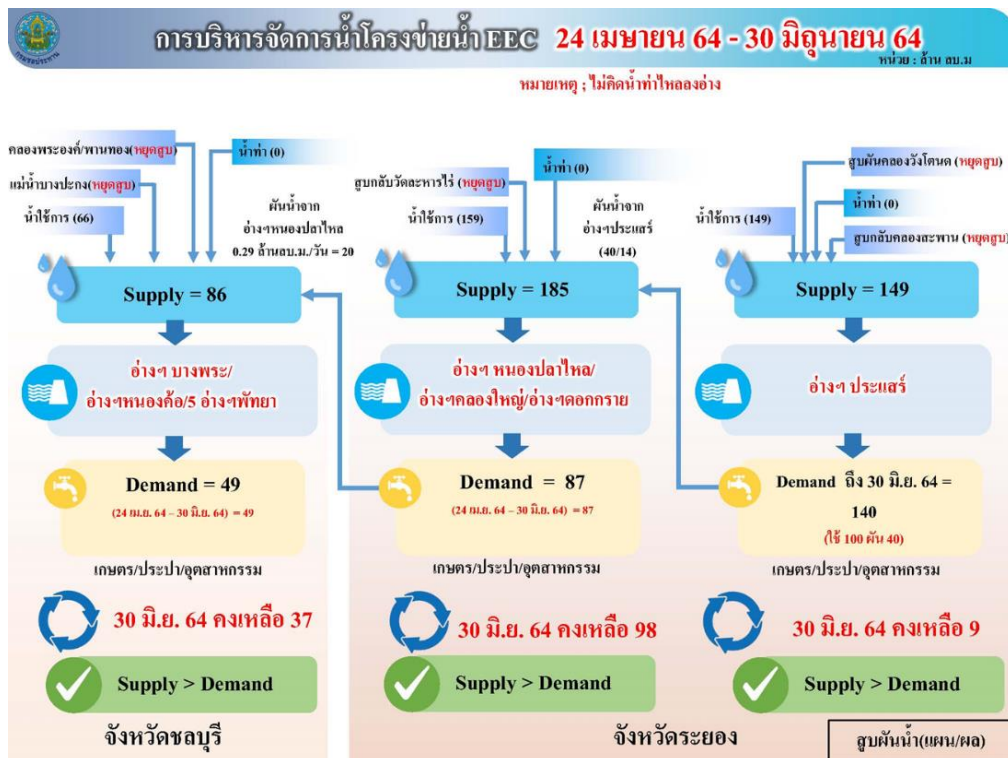 การบริหารจัดการน้ำโครงข่ายน้ำ EEC 24 เมษายน 64 - 30 มิถุนายน 64
หน่วย : ล้าน ลบ.ม
หมายเหตุ ; ไม่คิดน้ำท่าไหลลงอ่าง
คลองพระองค์/พานทอง(หยุดสูบ)
น้ำท่า (0)
แม่น้ำบางปะกง(หยุดสูบ)
น้ำใช้การ (66)
ผันน้ำจาก
อ่างฯหนองปลาไหล
0.29 ล้านลบ.ม./วัน = 20
Supply = 86
อ่างฯ บางพระ/
อ่างฯหนองค้อ/5 อ่างฯพัทยา
Demand = 49
(24 เม.ย. 64 – 30 มิ.ย. 64) = 49
เกษตร/ประปา/อุตสาหกรรม
30 มิ.ย. 64 คงเหลือ 37
Supply > Demand
จังหวัดชลบุรี
น้ำท่า (0)
สูบกลับวัดละหารไร่ (หยุดสูบ)
น้ำใช้การ (159)
ผันน้ำจาก
อ่างฯประแสร์
(40/14)
Supply = 185
อ่างฯ หนองปลาไหล/
อ่างฯคลองใหญ่/อ่างฯดอกกราย
Demand = 87
(24 เม.ย. 64 – 30 มิ.ย. 64) = 87
เกษตร/ประปา/อุตสาหกรรม
30 มิ.ย. 64 คงเหลือ 98
Supply > Demand
สูบผันคลองวังโตนด (หยุดสูบ)
น้ำท่า (0)
น้ำใช้การ (149)
สูบกลับคลองสะพาน (หยุดสูบ)
Supply = 149
อ่างฯ ประแสร์
Demand ถึง 30 มิ.ย. 64 =
140
(ใช้ 100 ผัน 40)
เกษตร/ประปา/อุตสาหกรรม
30 มิ.ย. 64 คงเหลือ 9
Supply > Demand
จังหวัดระยอง
สูบผันน้ำ(แผน/ผล)